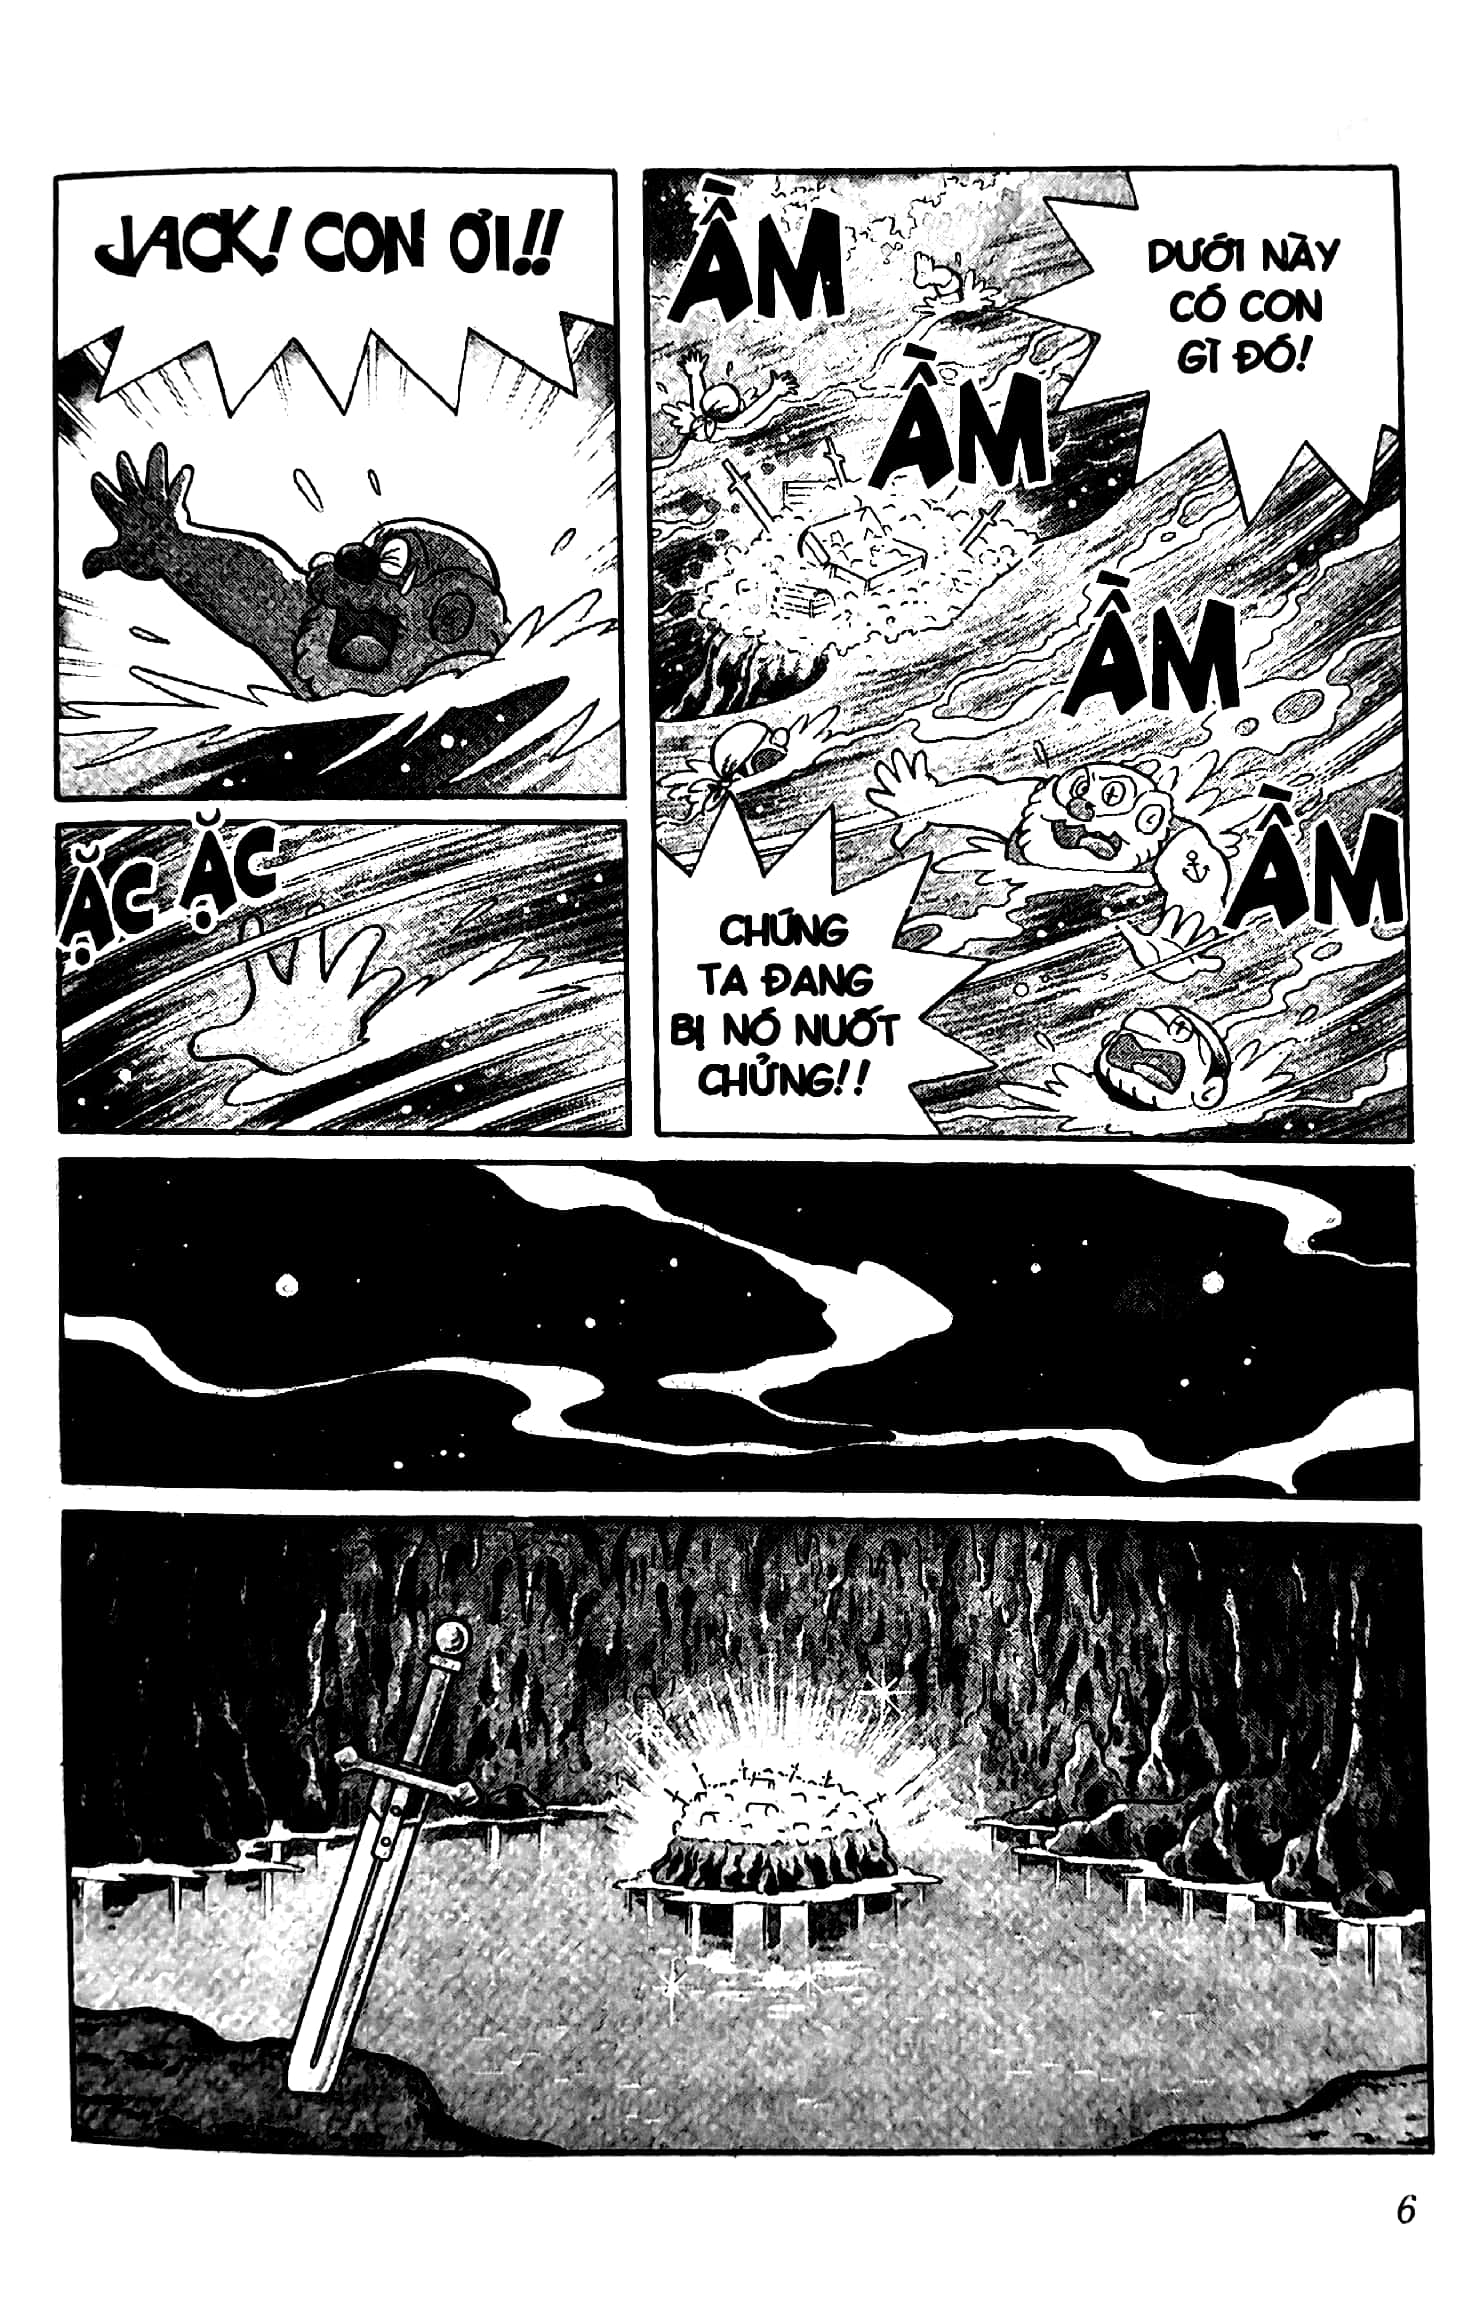 DƯỚI NÀY
CÓ CON
GÌ ĐÓ!
ẦM
ẦM
ẦM
ẦM
CHÚNG
TA ĐANG
BỊ NÓ NUỐT
CHỬNG!!
JACK! CON ƠI!!
ẶC ẶC
6